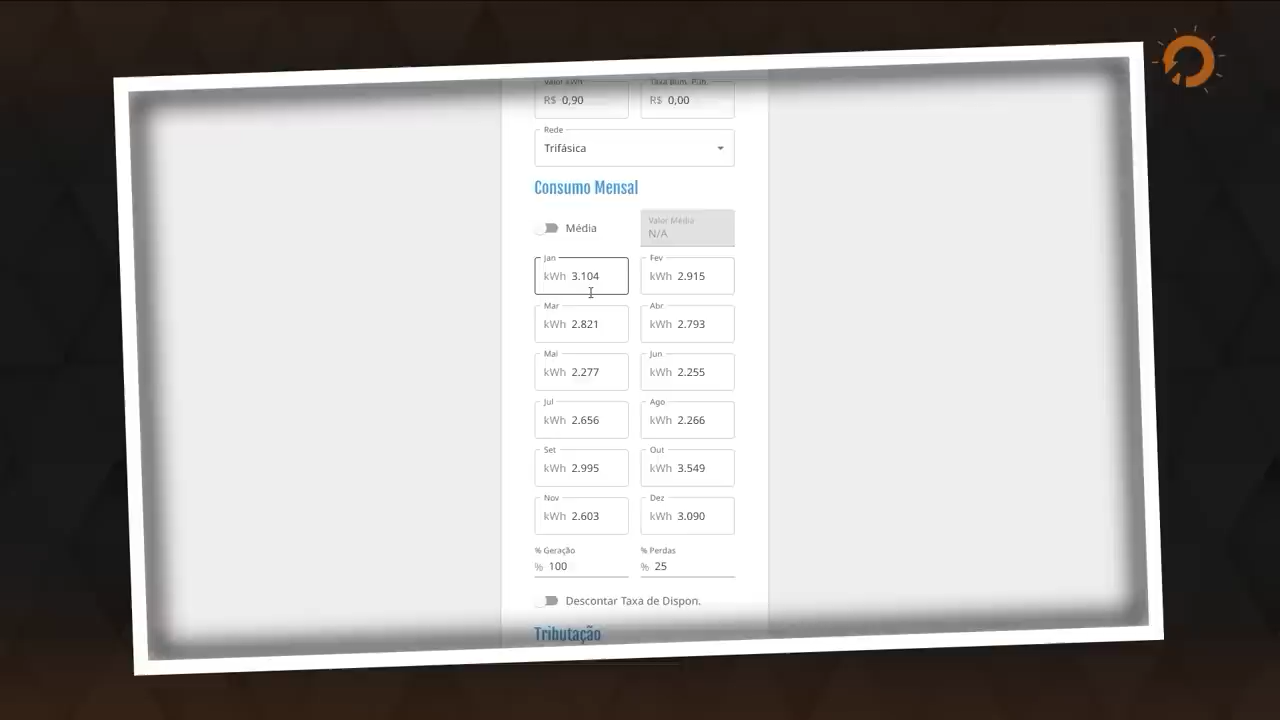 Valor kWh Taxa Ilum. Púb.
R$ 0,90 R$ 0,00
Rede
Trifásica
Consumo Mensal
Média
Valor Média
N/A
Jan Fev
kWh 3.104 kWh 2.915
Mar Abr
kWh 2.821 kWh 2.793
Mai Jun
kWh 2.277 kWh 2.255
Jul Ago
kWh 2.656 kWh 2.266
Set Out
kWh 2.995 kWh 3.549
Nov Dez
kWh 2.603 kWh 3.090
% Geração % Perdas
% 100 % 25
Descontar Taxa de Dispon.
Tributação